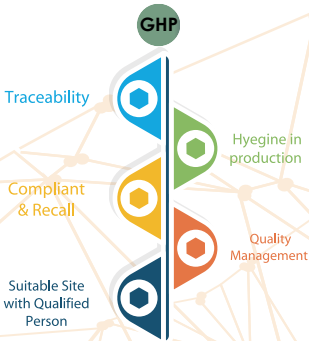 GHP
Traceability
Hyegine in
production
Compliant
& Recall
Quality
Management
Suitable Site
with Qualified
Person